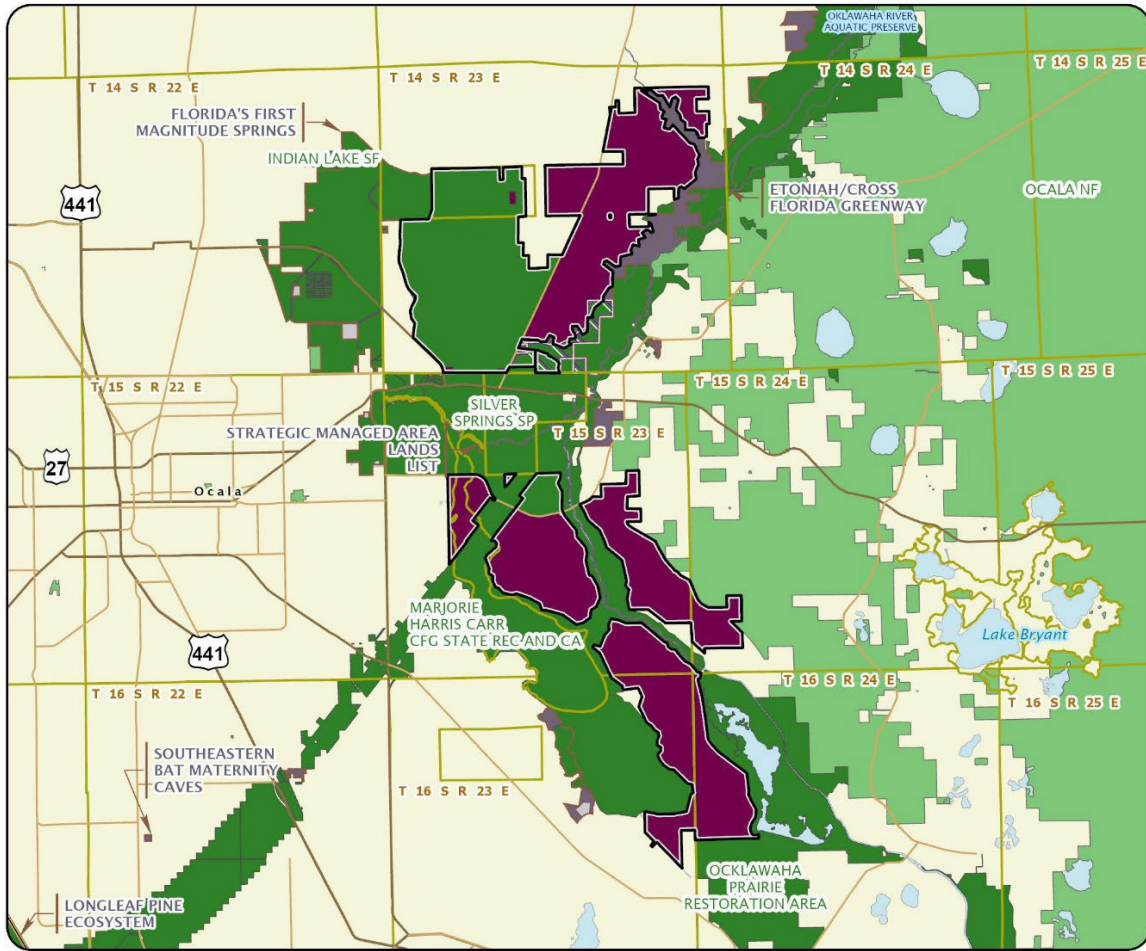 OKLAWAHA RIVER
AQUATIC PRESERVE
T 14 S R 22 E
T 14 S R 23 E
T 14 S R 24 E
T 14 S R 25 E
FLORIDA'S FIRST
MAGNITUDE SPRINGS
INDIAN LAKE SF
441
ETONIAH/CROSS
FLORIDA GREENWAY
OCALA NF
T 15 S R 22 E
T 15 S R 24 E
T 15 S R 25 E
SILVER
SPRINGS SP
T 15 S R 23 E
STRATEGIC MANAGED AREA
LANDS
LIST
27
Ocala
MARJORIE
HARRIS CARR
CFG STATE REC AND CA
Lake Bryant
441
T 16 S R 22 E
T 16 S R 24 E
T 16 S R 25 E
SOUTHEASTERN
BAT MATERNITY
CAVES
T 16 S R 23 E
OCKLAWAHA
PRAIRIE
RESTORATION AREA
LONGLEAF PINE
ECOSYSTEM